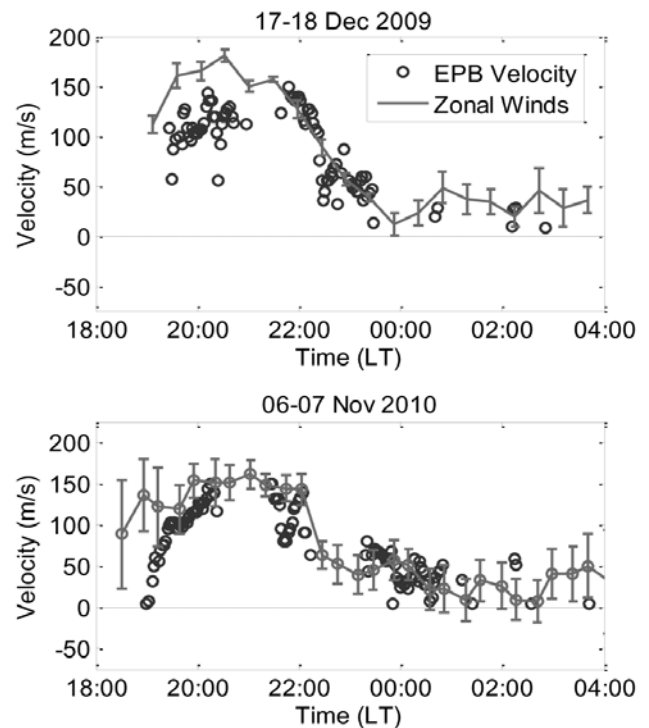 17-18 Dec 2009
200
150
100
50
0
-50
Velocity (m/s)
EPB Velocity
Zonal Winds
18:00 20:00 22:00 00:00 02:00 04:00
Time (LT)
06-07 Nov 2010
200
150
100
50
0
-50
Velocity (m/s)
18:00 20:00 22:00 00:00 02:00 04:00
Time (LT)